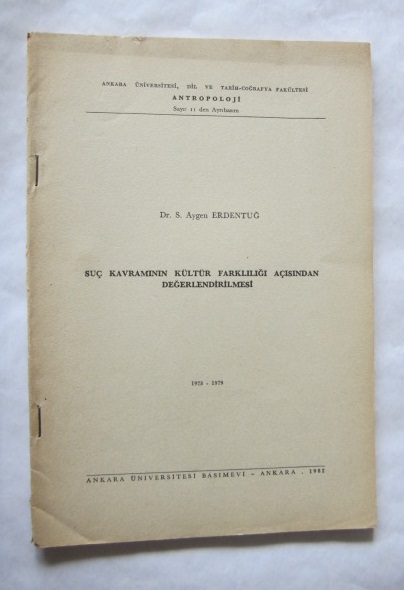 ANKARA ÜNİVERSİTESİ, DİL VE TARİH-COĞRAFYA FAKÜLTESİ
ANTROPOLOJİ
Sayı: 11 den Ayrıbasım
Dr. S. Aygen ERDENTUĞ
SUÇ KAVRAMININ KÜLTÜR FARKLILIĞI AÇISINDAN
DEĞERLENDİRİLMESİ
1978 - 1979
ANKARA ÜNİVERSİTESİ BASIMEVİ – ANKARA . 1982